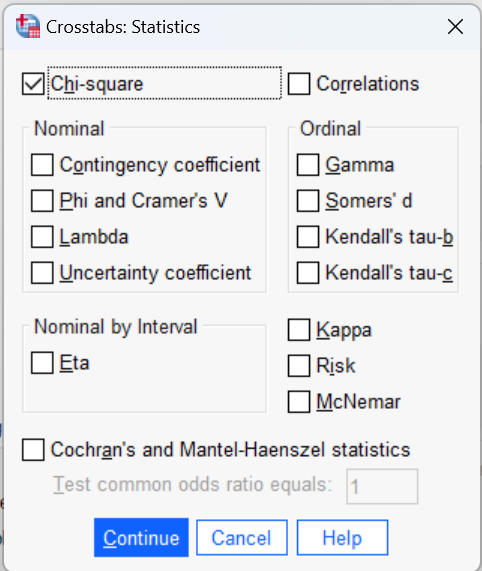 Crosstabs: Statistics
Chi-square
Correlations
Nominal
Contingency coefficient
Phi and Cramer's V
Lambda
Uncertainty coefficient
Ordinal
Gamma
Somers' d
Kendall's tau-b
Kendall's tau-c
Nominal by Interval
Eta
Kappa
Risk
McNemar
Cochran's and Mantel-Haenszel statistics
Test common odds ratio equals: 1
Continue Cancel Help